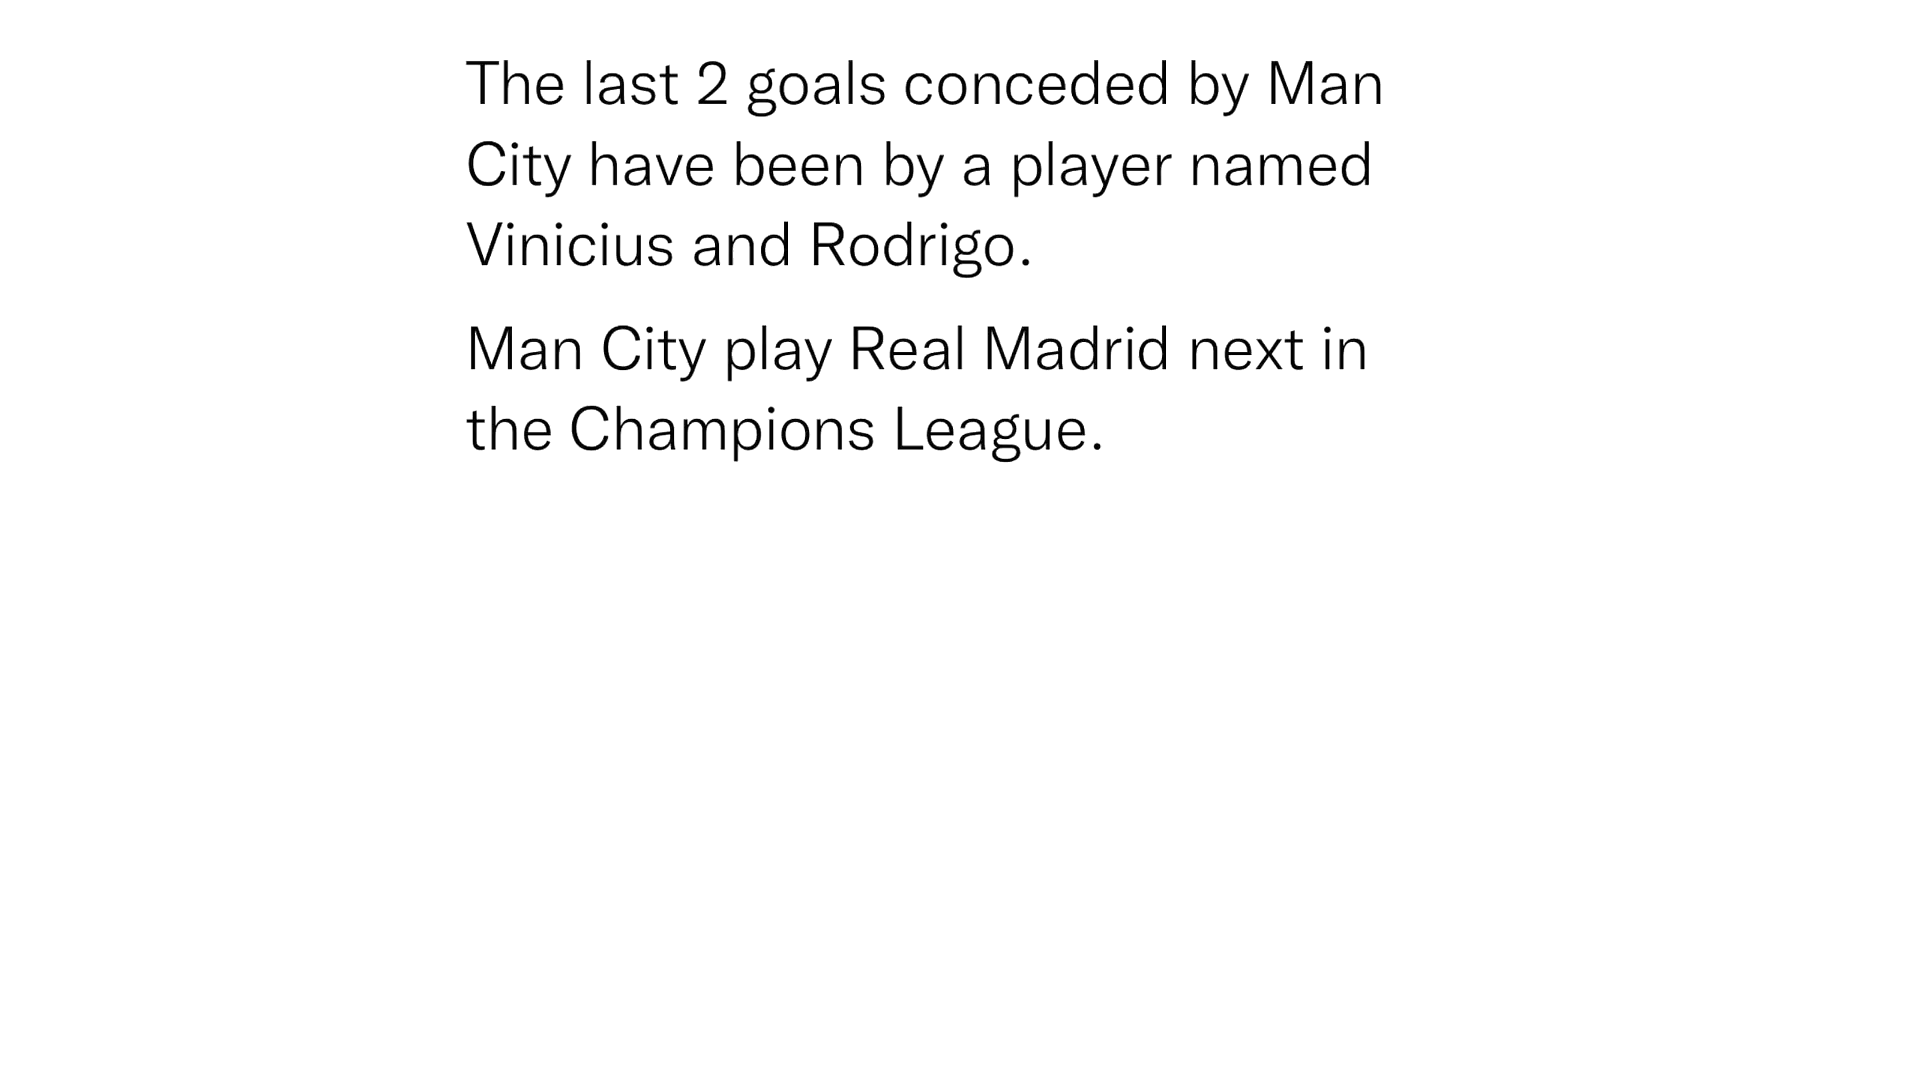 The last 2 goals conceded by Man
City have been by a player named
Vinicius and Rodrigo.
Man City play Real Madrid next in
the Champions League.